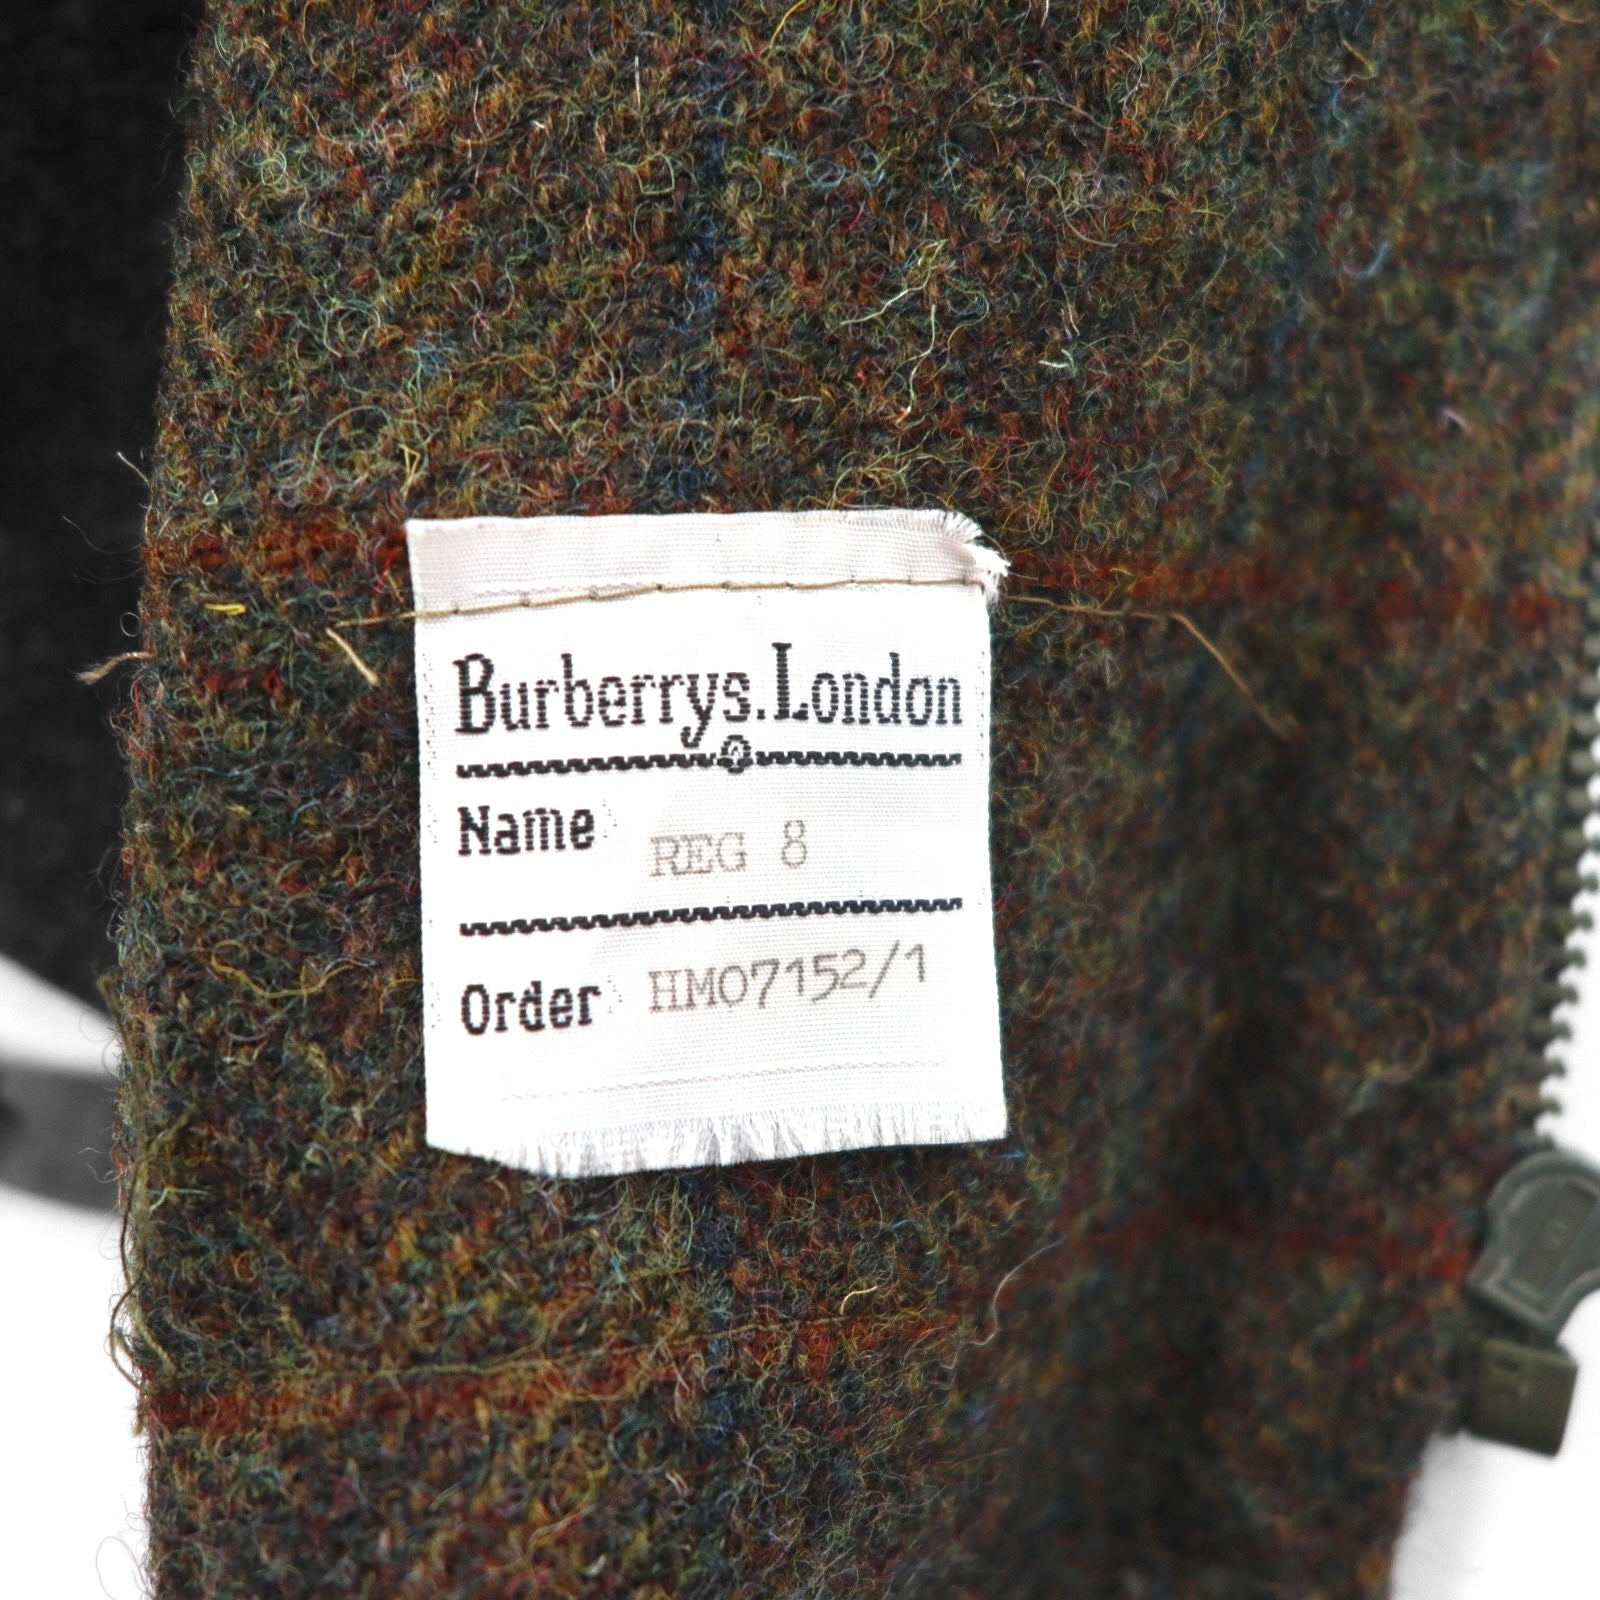 Burberrys. London
Name REG 8
Order HM07152/1